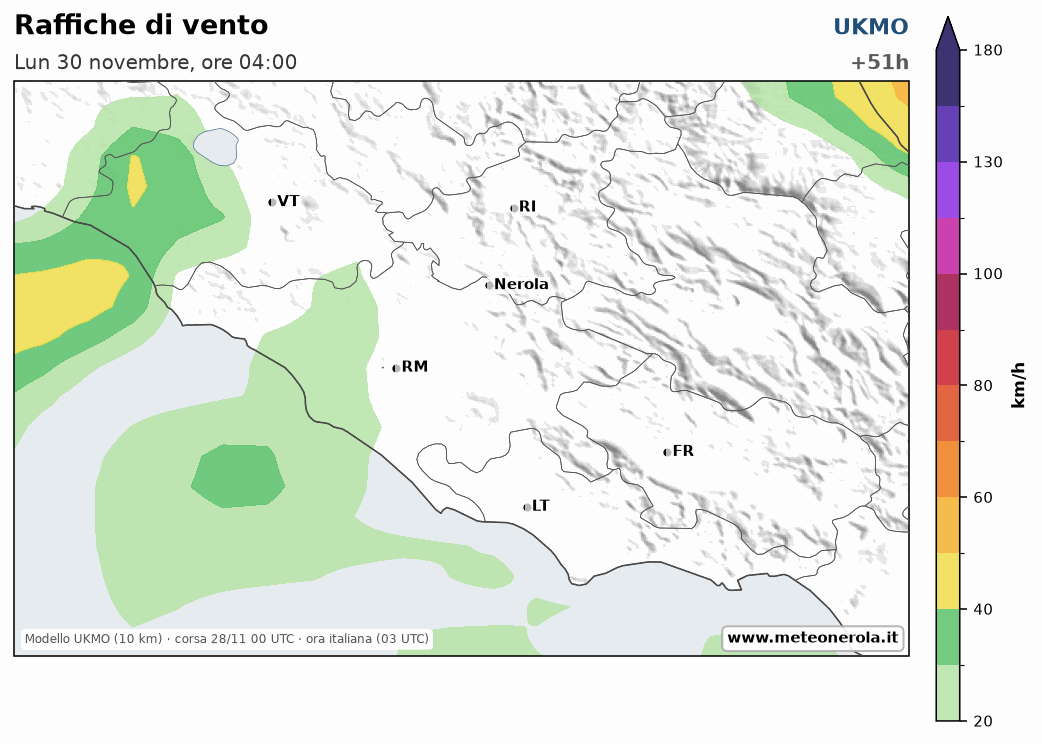 Raffiche di vento
UKMO
Lun 30 novembre, ore 04:00
+51h
VT
RI
Nerola
RM
FR
LT
Modello UKMO (10 km) · corsa 28/11 00 UTC · ora italiana (03 UTC)
www.meteonerola.it
180
130
100
80
60
40
20
km/h